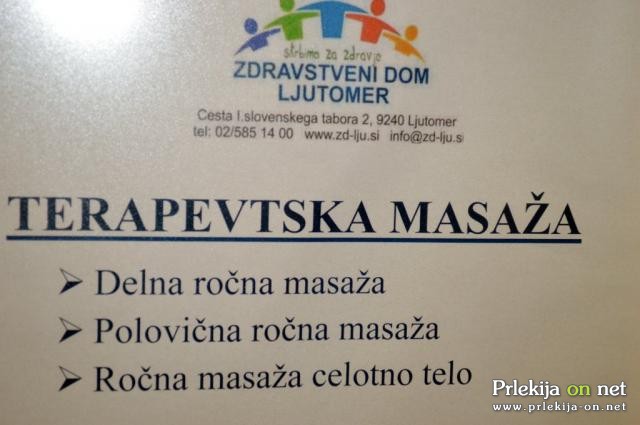 skrbimo za zdravje
ZDRAVSTVENI DOM
LJUTOMER
Cesta I.slovenskega tabora 2, 9240 Ljutomer
tel: 02/585 14 00 www.zd-lju.si info@zd-lju.si
TERAPEVTSKA MASAŽA
➢ Delna ročna masaža
➢ Polovična ročna masaža
➢ Ročna masaža celotno telo
Prlekija on net
www.prlekija-on.net